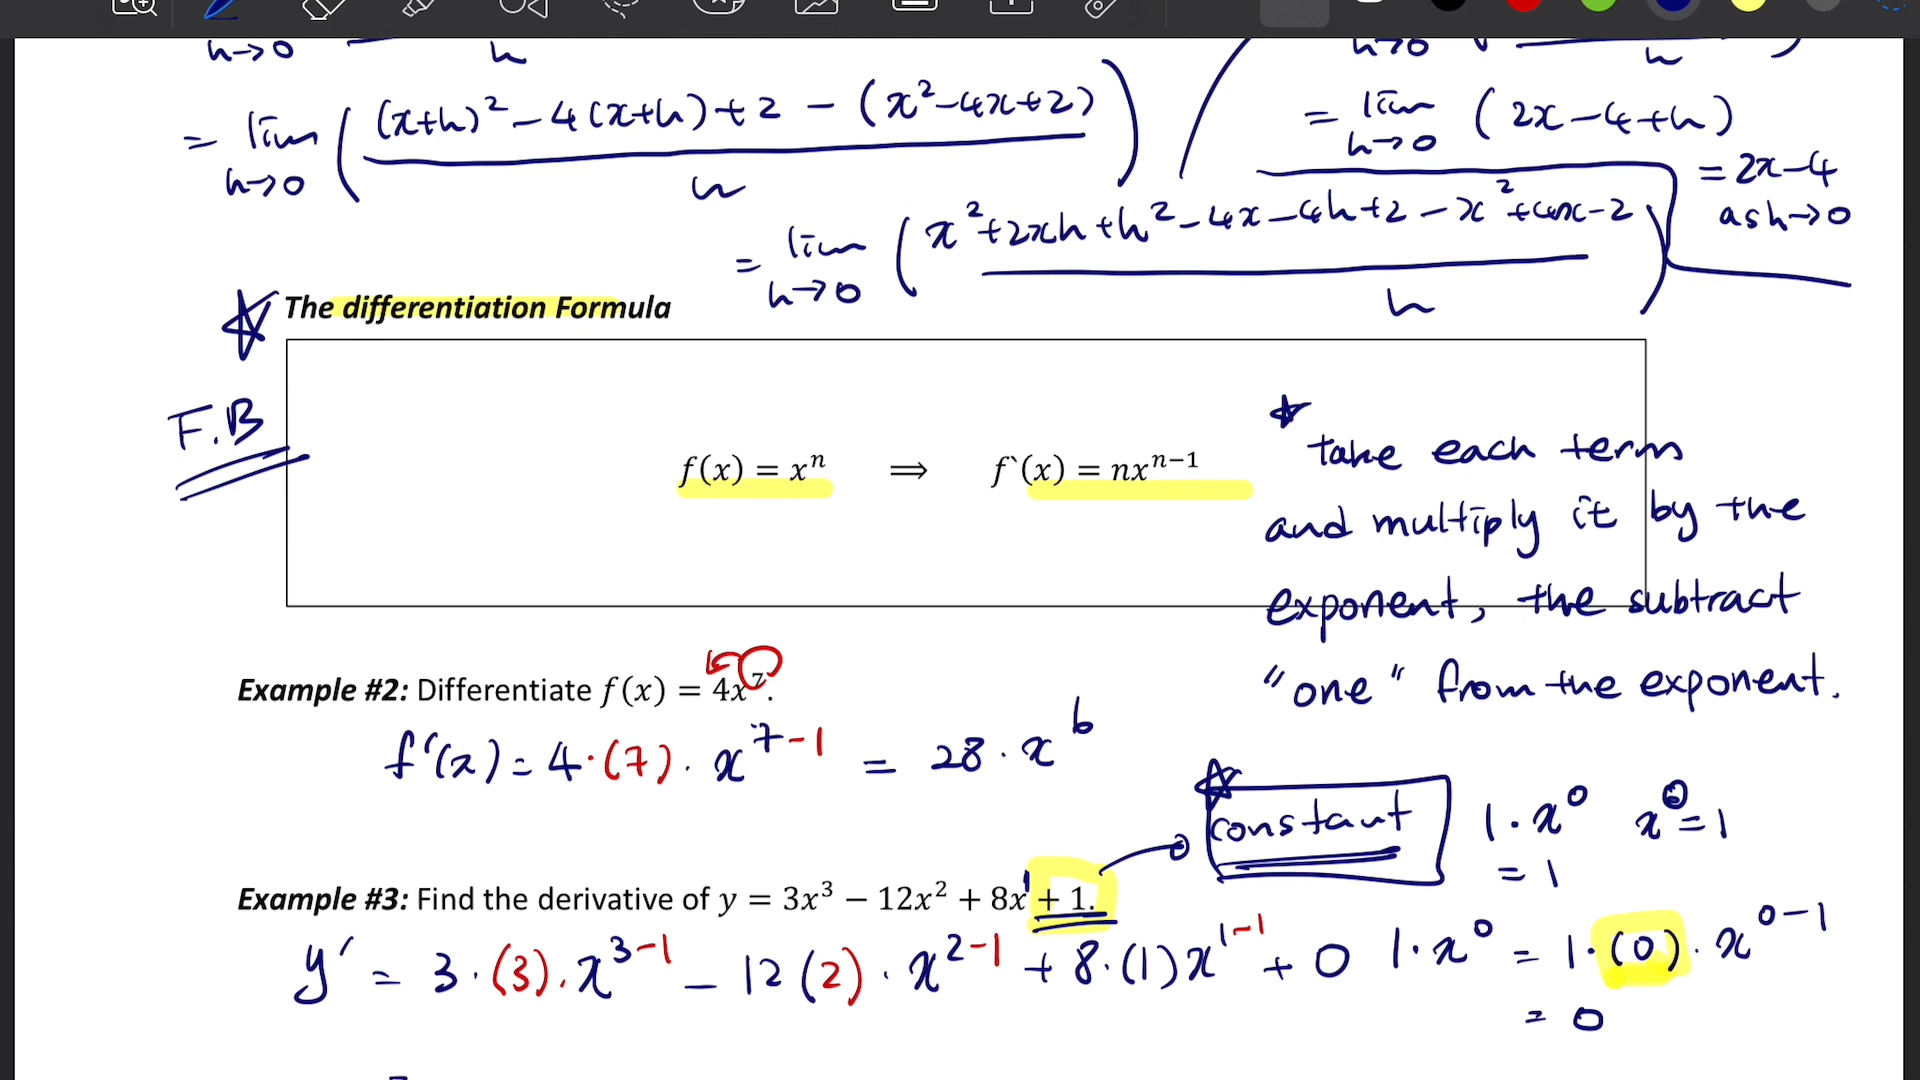 h→0 h
h→0 h
= lim ((x+h)²-4(x+h)+2 - (x²-4x+2))
h→0 h
= lim (2x-4+h)
h→0
= 2x-4
as h→0
= lim (x²+2xh+h²-4x-4h+2-x²+4x-2)
h→0 h
The differentiation Formula
F.B
f(x) = xⁿ ⟹ f`(x) = nxⁿ⁻¹
take each term
and multiply it by the
exponent, the subtract
"one" from the exponent.
Example #2: Differentiate f(x) = 4x⁷.
f'(x) = 4·(7)·x⁷⁻¹ = 28·x⁶
constant
1·x⁰ x⁰=1
= 1
Example #3: Find the derivative of y = 3x³ − 12x² + 8x¹ + 1.
y' = 3·(3)·x³⁻¹ - 12(2)·x²⁻¹ + 8·(1)x¹⁻¹ + 0
1·x⁰ = 1·(0)·x⁰⁻¹
= 0